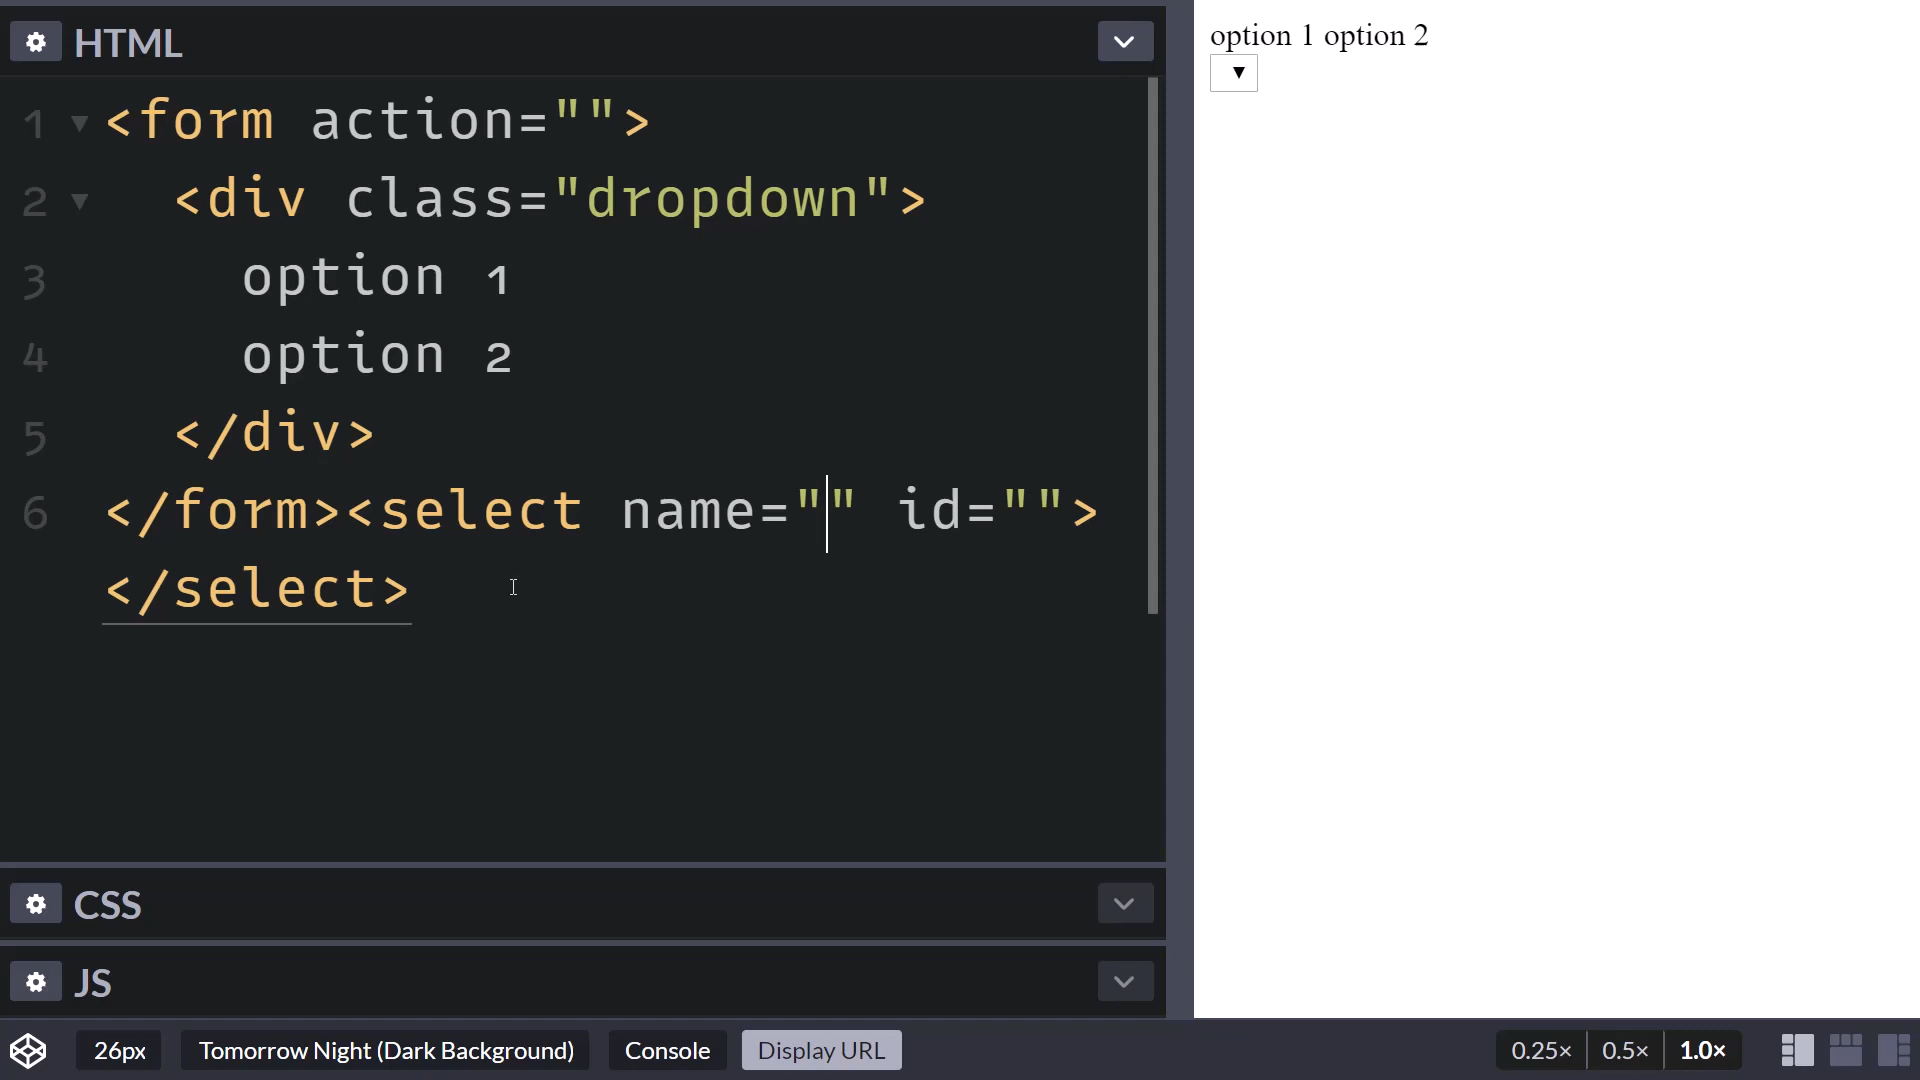 HTML
1 <form action="">
2 <div class="dropdown">
3 option 1
4 option 2
5 </div>
6 </form><select name="" id="">
</select>
CSS
JS
26px Tomorrow Night (Dark Background) Console Display URL
option 1 option 2
0.25× 0.5× 1.0×